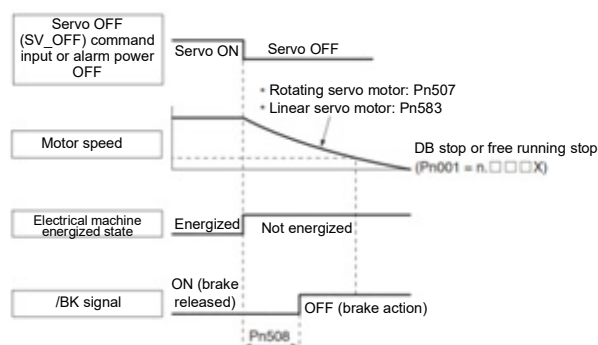 Servo OFF
(SV_OFF) command
input or alarm power
OFF
Servo ON
Servo OFF
• Rotating servo motor: Pn507
• Linear servo motor: Pn583
Motor speed
DB stop or free running stop
(Pn001 = n.□□□X)
Electrical machine
energized state
Energized
Not energized
/BK signal
ON (brake
released)
OFF (brake action)
Pn508